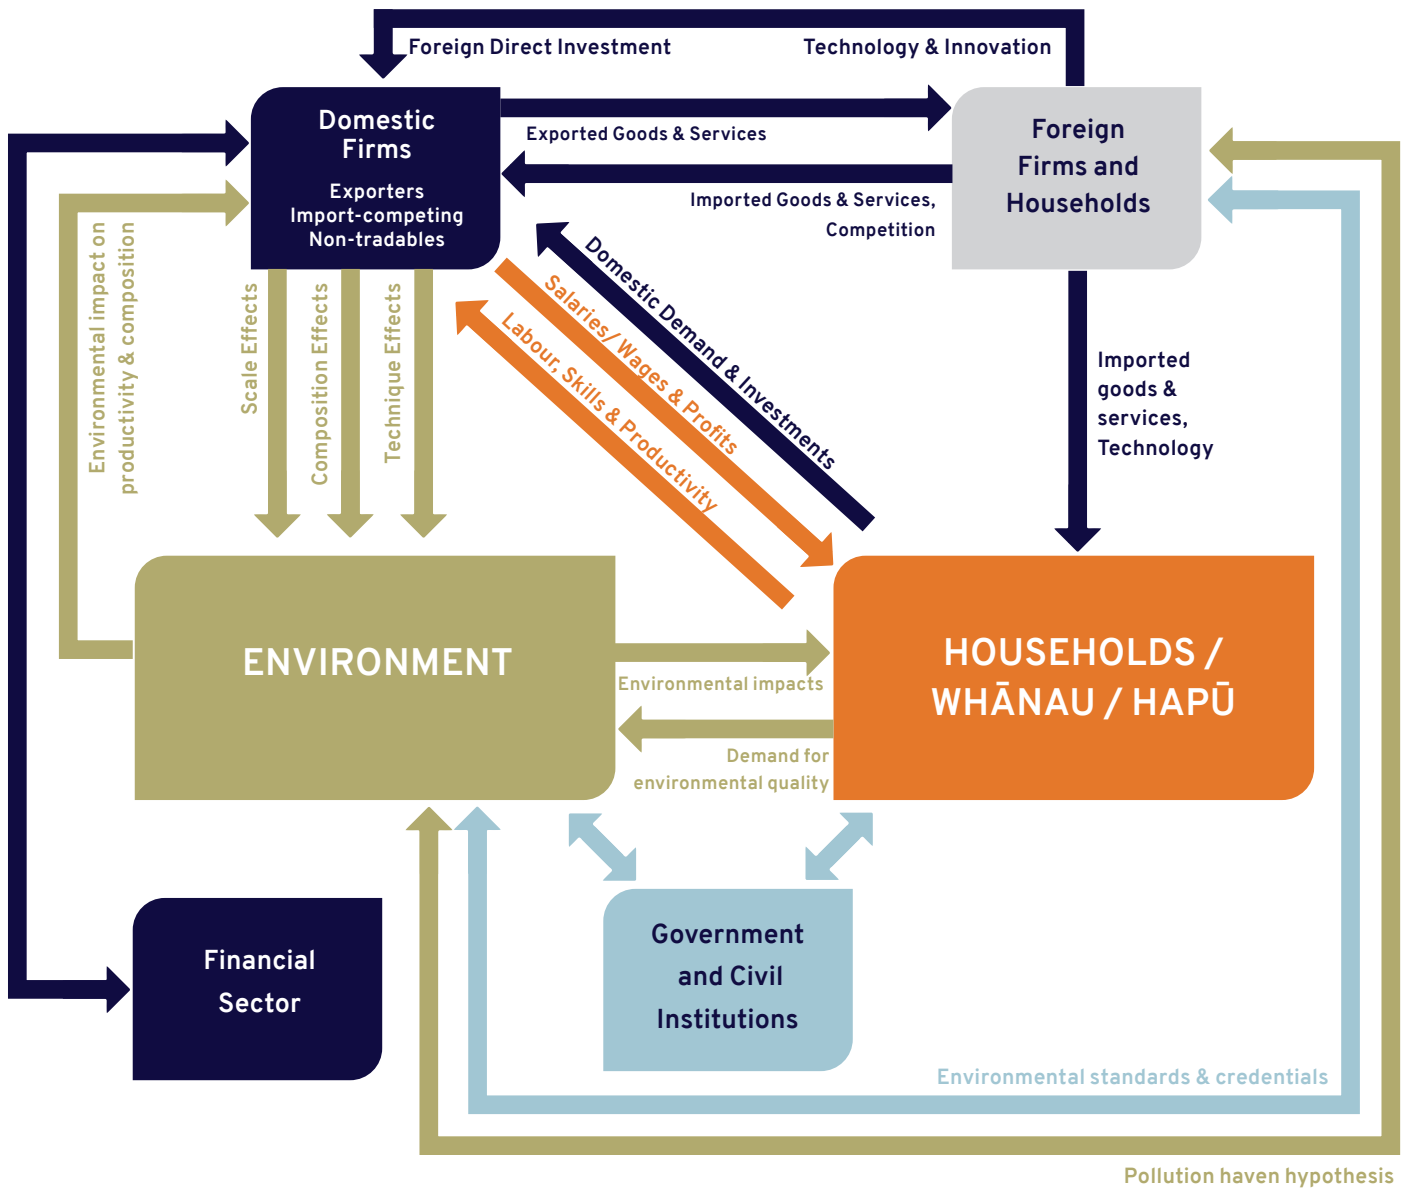 Foreign Direct Investment
Technology & Innovation
Domestic
Firms
Exporters
Import-competing
Non-tradables
Exported Goods & Services
Imported Goods & Services,
Competition
Foreign
Firms and
Households
Environmental impact on
productivity & composition
Scale Effects
Composition Effects
Technique Effects
Domestic Demand & Investments
Salaries/ Wages & Profits
Labour, Skills & Productivity
Imported
goods &
services,
Technology
ENVIRONMENT
Environmental impacts
Demand for
environmental quality
HOUSEHOLDS /
WHĀNAU / HAPŪ
Financial
Sector
Government
and Civil
Institutions
Environmental standards & credentials
Pollution haven hypothesis